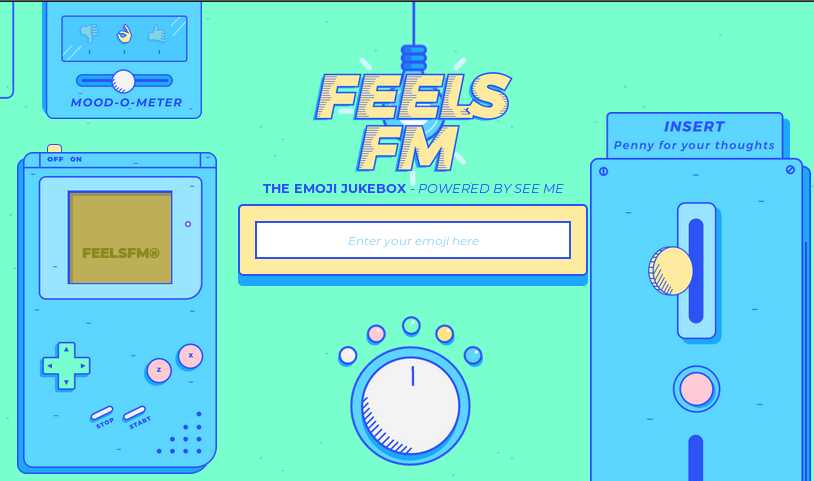 MOOD-O-METER
FEELS
FM
THE EMOJI JUKEBOX - POWERED BY SEE ME
Enter your emoji here
OFF ON
FEELSFM®
Z
X
STOP
START
INSERT
Penny for your thoughts